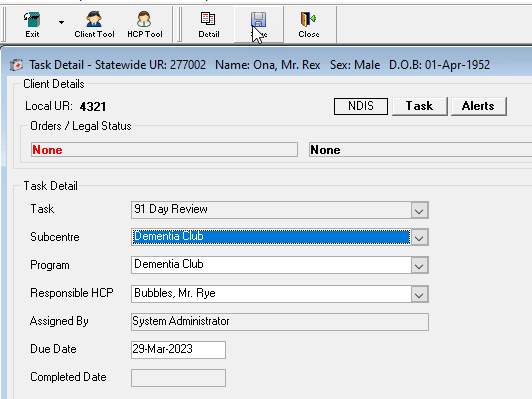 Exit Client Tool HCP Tool Detail Close
Task Detail - Statewide UR: 277002 Name: Ona, Mr. Rex Sex: Male D.O.B: 01-Apr-1952
Client Details
Local UR: 4321 NDIS Task Alerts
Orders / Legal Status
None None
Task Detail
Task 91 Day Review
Subcentre Dementia Club
Program Dementia Club
Responsible HCP Bubbles, Mr. Rye
Assigned By System Administrator
Due Date 29-Mar-2023
Completed Date